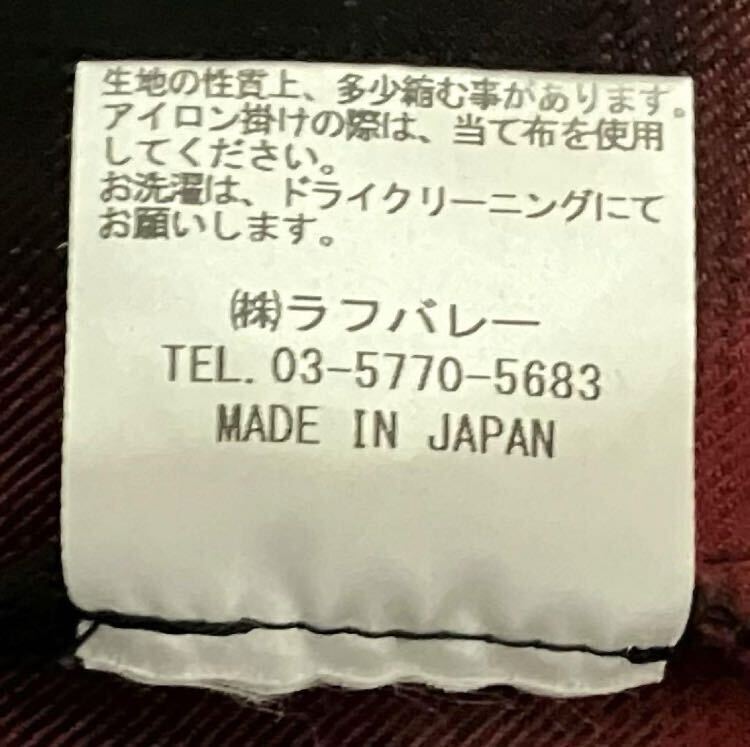 生地の性質上、多少縮む事があります。
アイロン掛けの際は、当て布を使用
してください。
お洗濯は、ドライクリーニングにて
お願いします。
㈱ラフバレー
TEL. 03-5770-5683
MADE IN JAPAN